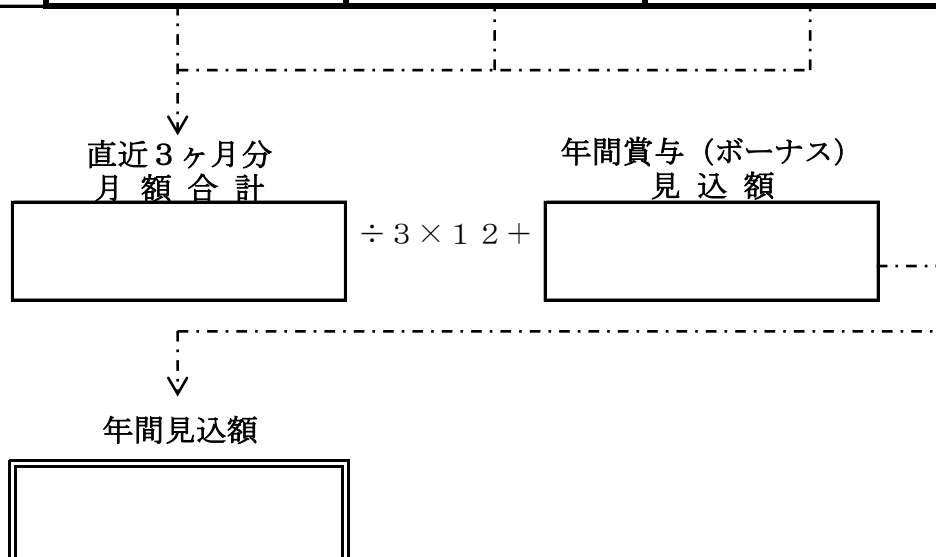 直近３ヶ月分
月 額 合 計
年間賞与（ボーナス）
見 込 額
÷３×１２＋
年間見込額